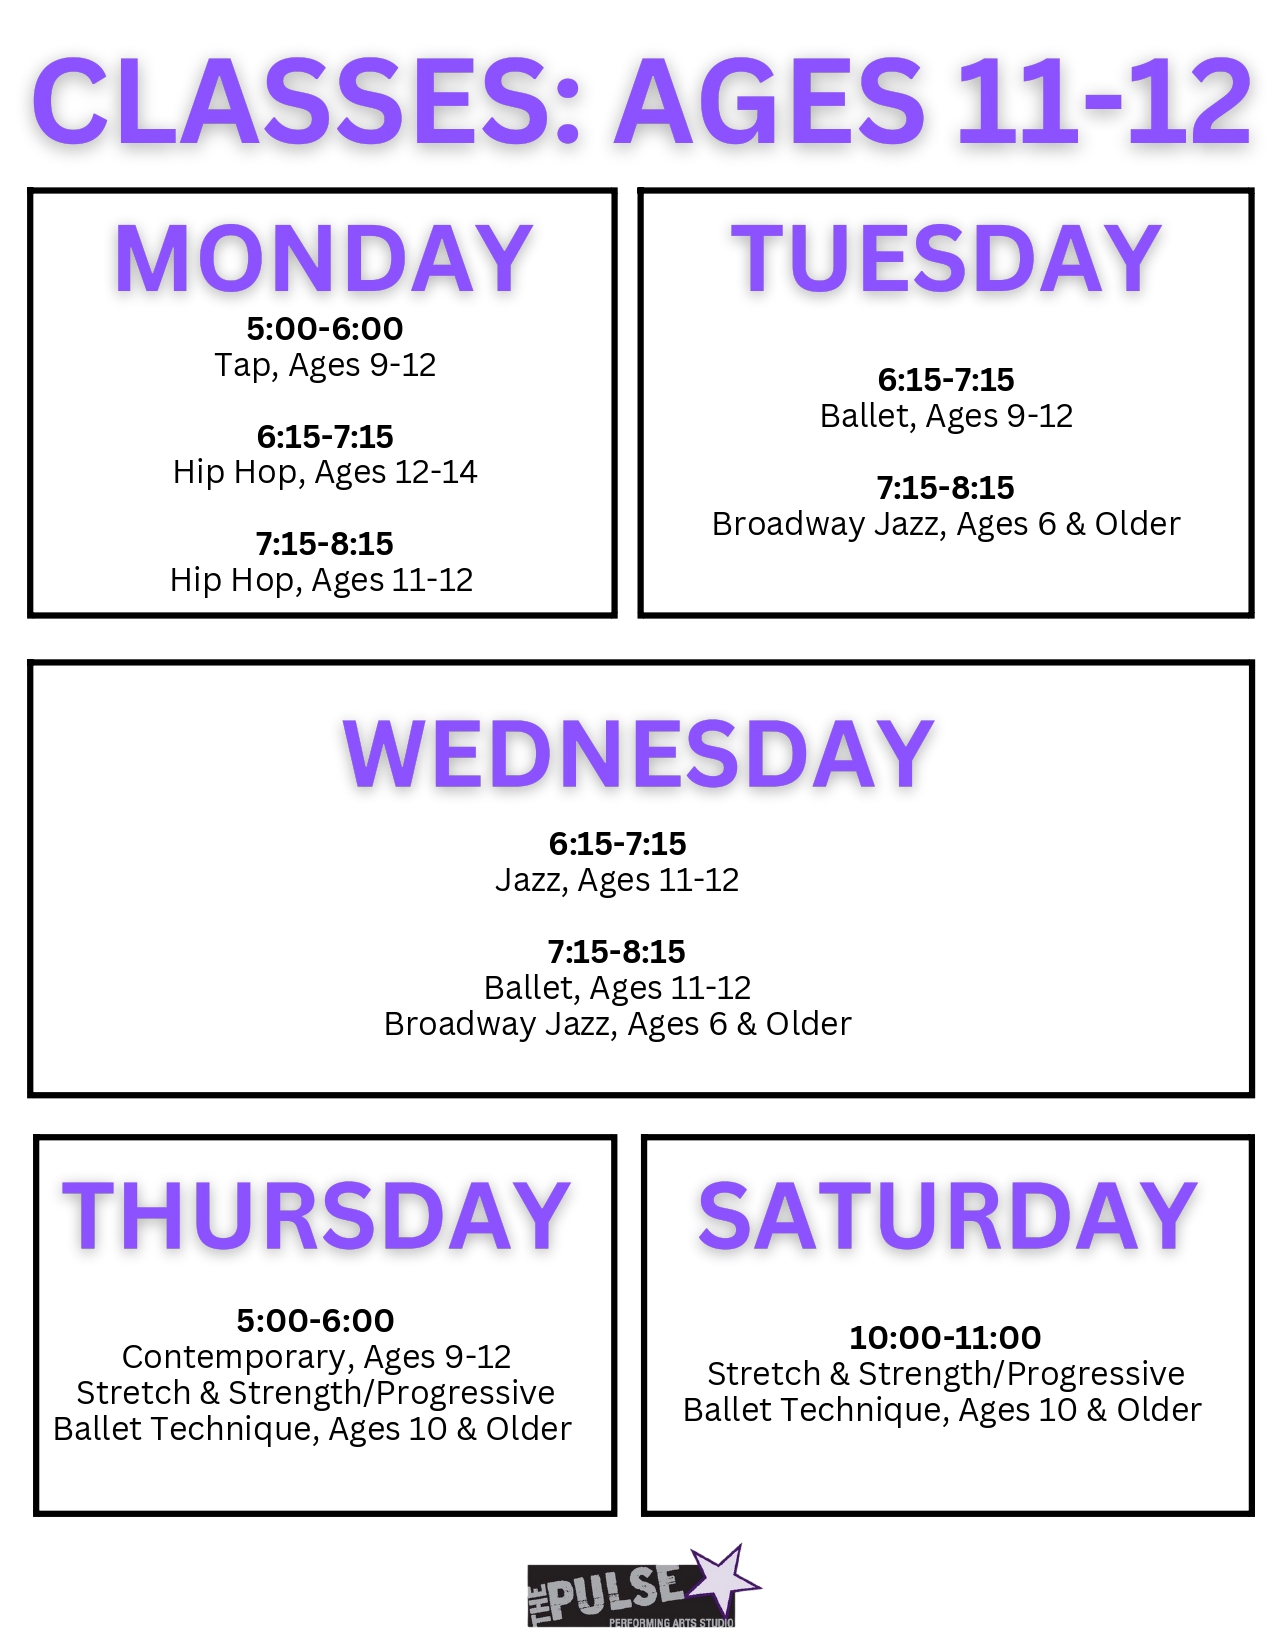 CLASSES: AGES 11-12
MONDAY
5:00-6:00
Tap, Ages 9-12
6:15-7:15
Hip Hop, Ages 12-14
7:15-8:15
Hip Hop, Ages 11-12
TUESDAY
6:15-7:15
Ballet, Ages 9-12
7:15-8:15
Broadway Jazz, Ages 6 & Older
WEDNESDAY
6:15-7:15
Jazz, Ages 11-12
7:15-8:15
Ballet, Ages 11-12
Broadway Jazz, Ages 6 & Older
THURSDAY
5:00-6:00
Contemporary, Ages 9-12
Stretch & Strength/Progressive
Ballet Technique, Ages 10 & Older
SATURDAY
10:00-11:00
Stretch & Strength/Progressive
Ballet Technique, Ages 10 & Older
THE PULSE
PERFORMING ARTS STUDIO